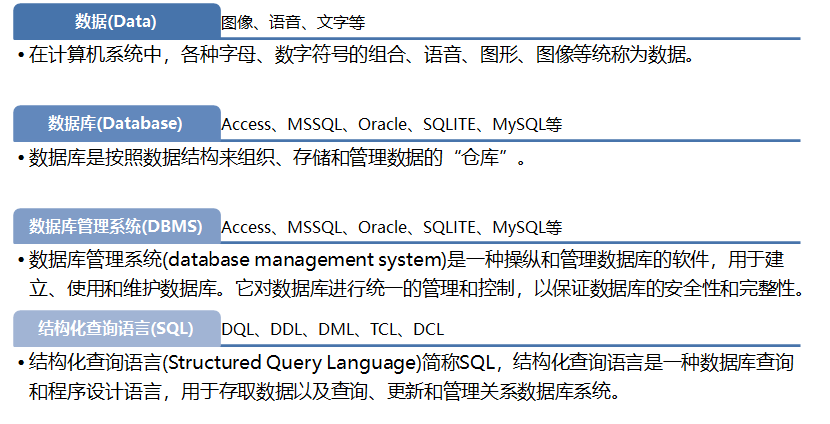 数据(Data) 图像、语音、文字等
• 在计算机系统中，各种字母、数字符号的组合、语音、图形、图像等统称为数据。
数据库(Database) Access、MSSQL、Oracle、SQLITE、MySQL等
• 数据库是按照数据结构来组织、存储和管理数据的“仓库”。
数据库管理系统(DBMS) Access、MSSQL、Oracle、SQLITE、MySQL等
• 数据库管理系统(database management system)是一种操纵和管理数据库的软件，用于建
立、使用和维护数据库。它对数据库进行统一的管理和控制，以保证数据库的安全性和完整性。
结构化查询语言(SQL) DQL、DDL、DML、TCL、DCL
• 结构化查询语言(Structured Query Language)简称SQL，结构化查询语言是一种数据库查询
和程序设计语言，用于存取数据以及查询、更新和管理关系数据库系统。